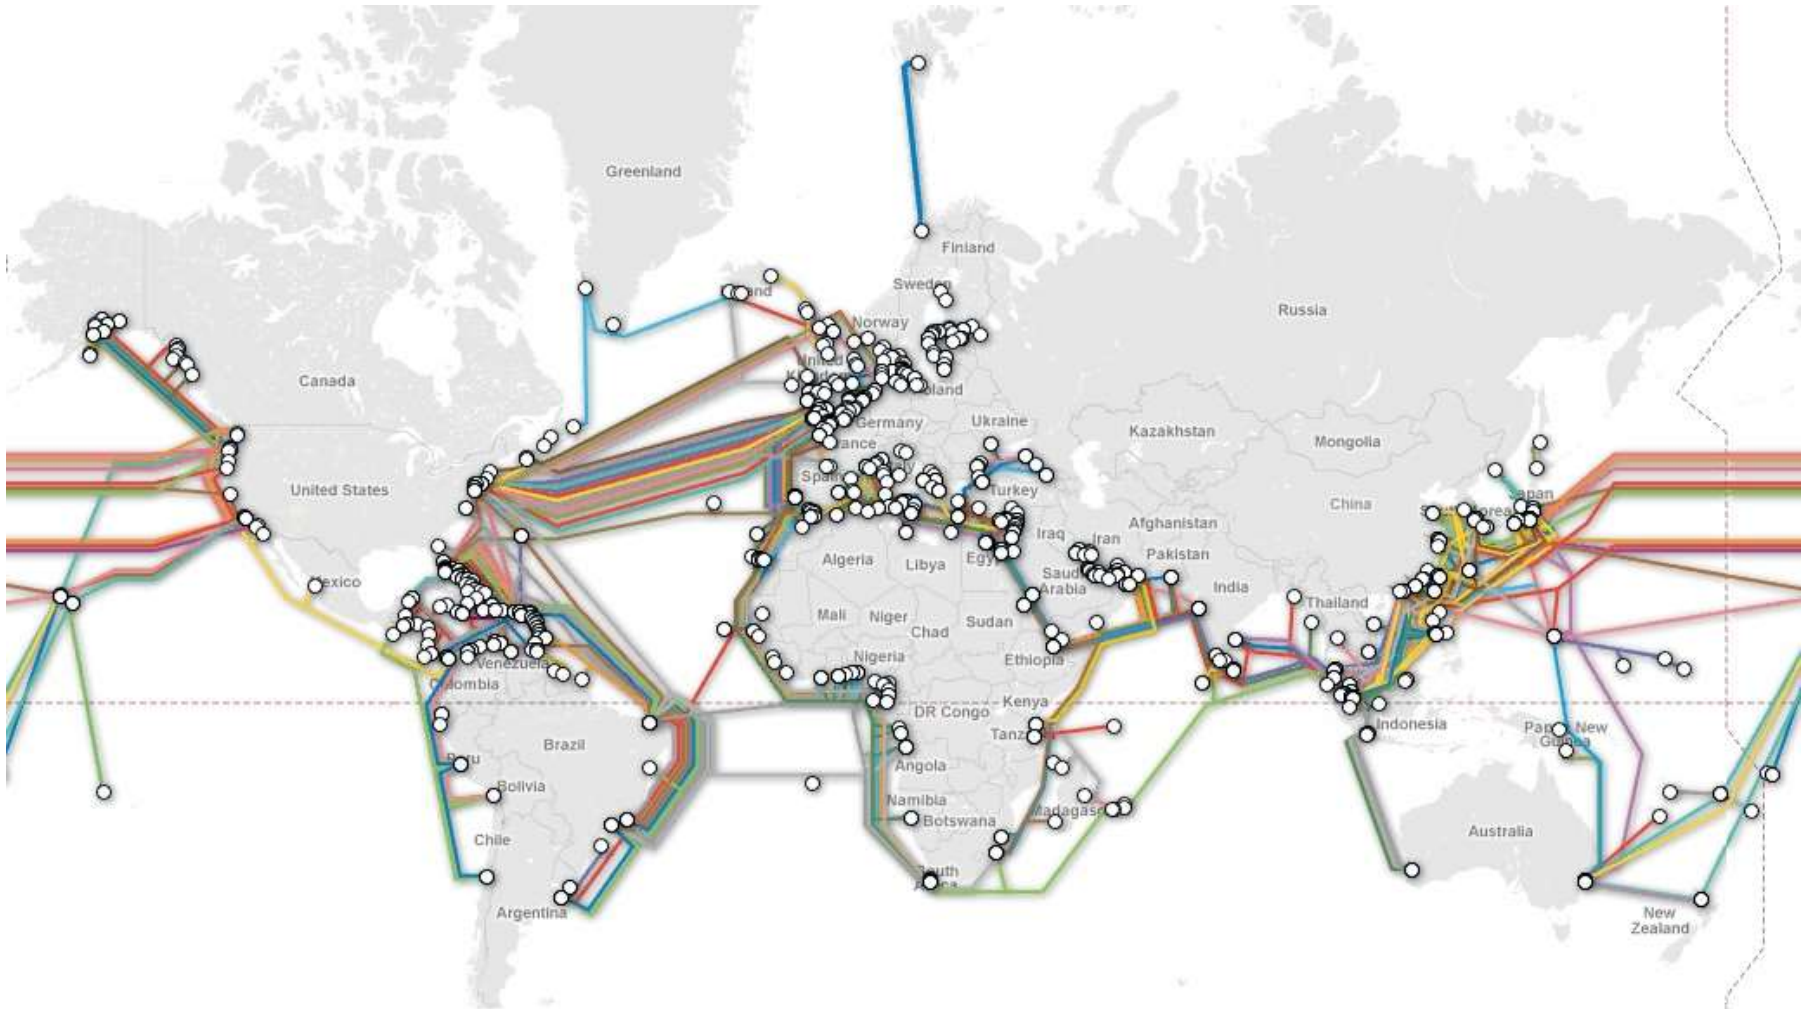 Greenland
Finland
Sweden
Norway
Russia
United
Canada
Germany
Ukraine
Kazakhstan
Mongolia
United States
Turkey
China
Afghanistan
Iraq
Iran
Pakistan
Algeria
Libya
Saudi
Arabia
India
Mexico
Mali
Niger
Chad
Sudan
Thailand
Nigeria
Ethiopia
Venezuela
Colombia
Kenya
DR Congo
Indonesia
Brazil
Peru
Angola
Bolivia
Namibia
Botswana
Chile
Australia
Argentina
New
Zealand